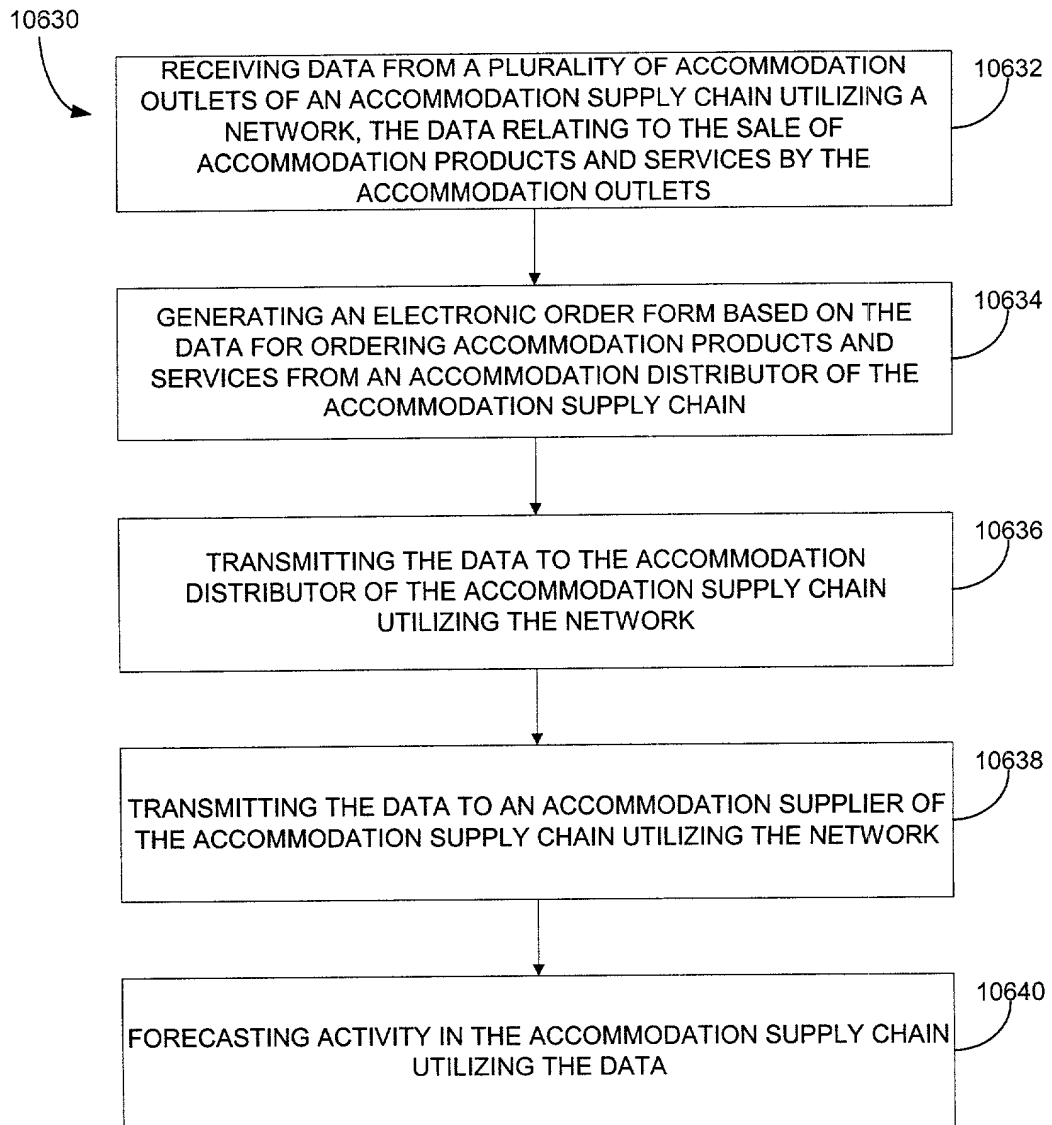 10630
RECEIVING DATA FROM A PLURALITY OF ACCOMMODATION
OUTLETS OF AN ACCOMMODATION SUPPLY CHAIN UTILIZING A
NETWORK, THE DATA RELATING TO THE SALE OF
ACCOMMODATION PRODUCTS AND SERVICES BY THE
ACCOMMODATION OUTLETS
10632
GENERATING AN ELECTRONIC ORDER FORM BASED ON THE
DATA FOR ORDERING ACCOMMODATION PRODUCTS AND
SERVICES FROM AN ACCOMMODATION DISTRIBUTOR OF THE
ACCOMMODATION SUPPLY CHAIN
10634
TRANSMITTING THE DATA TO THE ACCOMMODATION
DISTRIBUTOR OF THE ACCOMMODATION SUPPLY CHAIN
UTILIZING THE NETWORK
10636
TRANSMITTING THE DATA TO AN ACCOMMODATION SUPPLIER OF
THE ACCOMMODATION SUPPLY CHAIN UTILIZING THE NETWORK
10638
FORECASTING ACTIVITY IN THE ACCOMMODATION SUPPLY CHAIN
UTILIZING THE DATA
10640